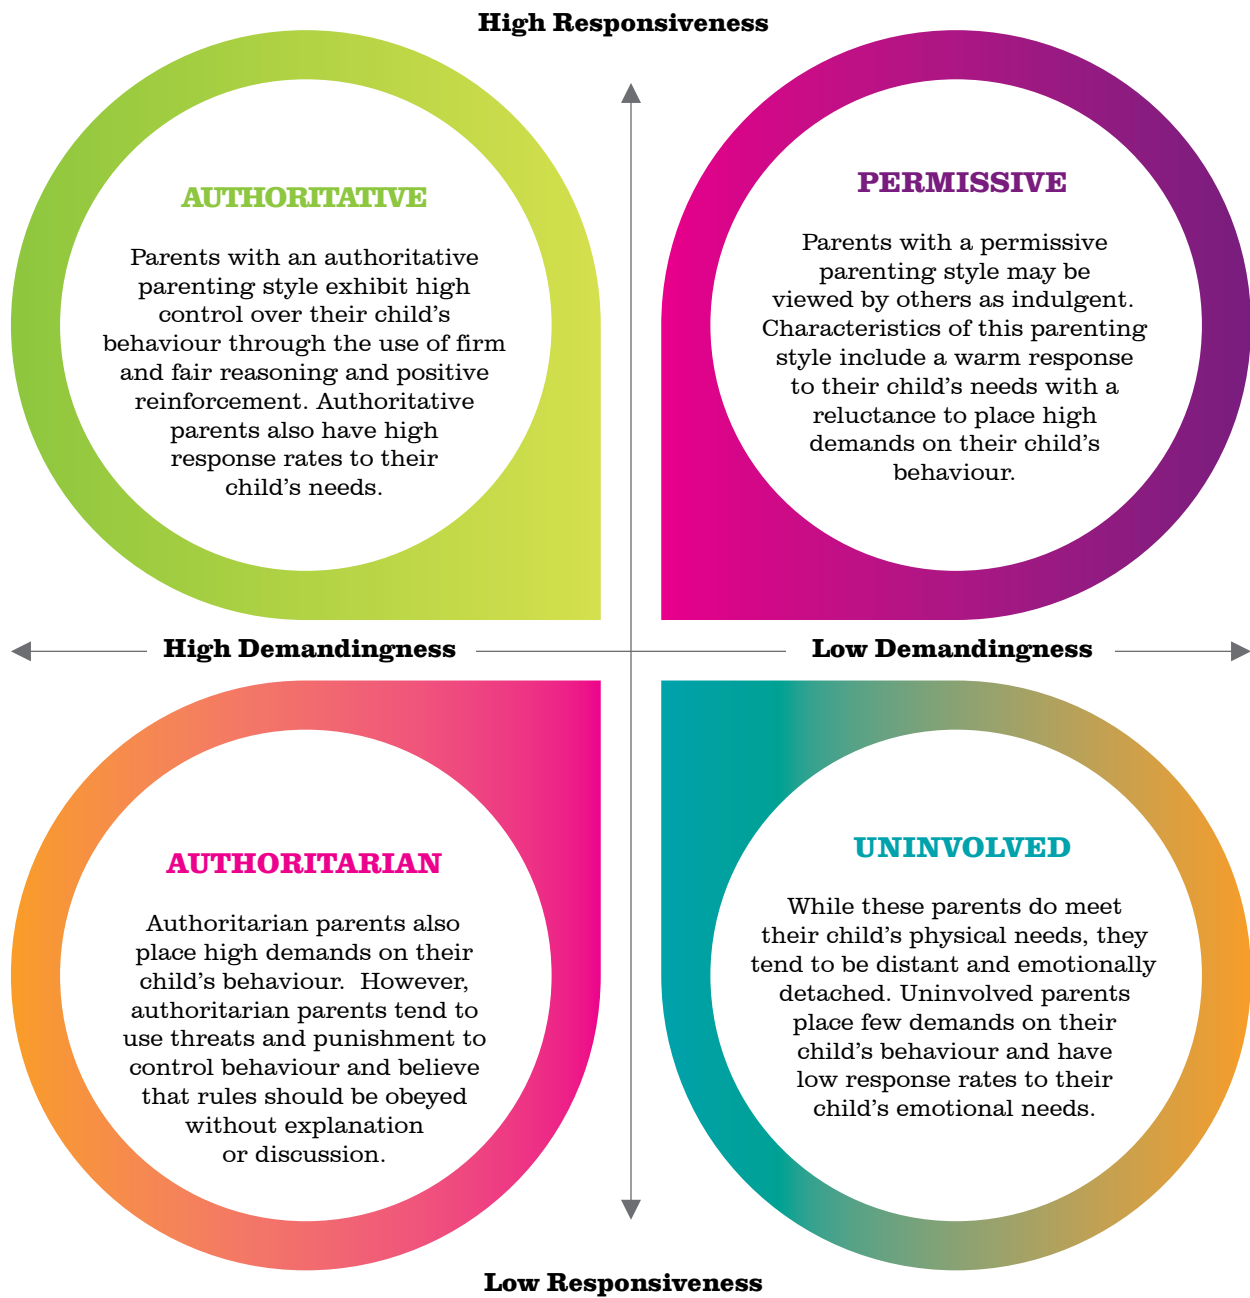 High Responsiveness
AUTHORITATIVE
Parents with an authoritative
parenting style exhibit high
control over their child's
behaviour through the use of firm
and fair reasoning and positive
reinforcement. Authoritative
parents also have high
response rates to their
child's needs.
PERMISSIVE
Parents with a permissive
parenting style may be
viewed by others as indulgent.
Characteristics of this parenting
style include a warm response
to their child's needs with a
reluctance to place high
demands on their child's
behaviour.
High Demandingness
Low Demandingness
AUTHORITARIAN
Authoritarian parents also
place high demands on their
child's behaviour.  However,
authoritarian parents tend to
use threats and punishment to
control behaviour and believe
that rules should be obeyed
without explanation
or discussion.
UNINVOLVED
While these parents do meet
their child's physical needs, they
tend to be distant and emotionally
detached. Uninvolved parents
place few demands on their
child's behaviour and have
low response rates to their
child's emotional needs.
Low Responsiveness